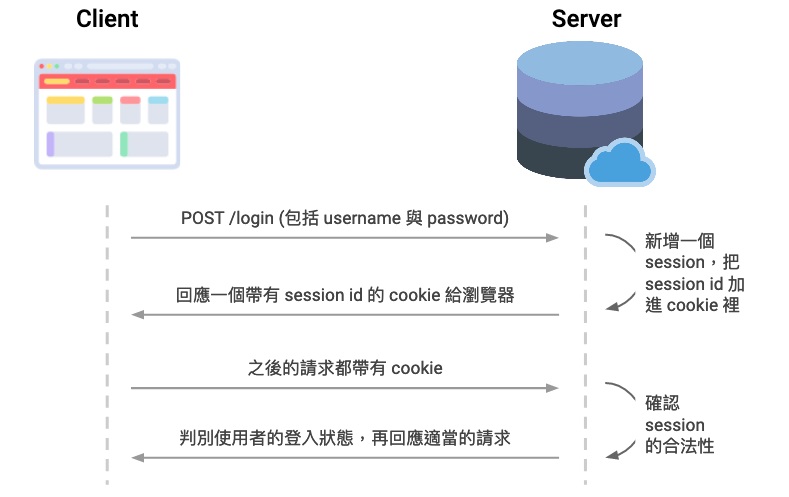 Client
Server
POST /login (包括 username 與 password)
新增一個
session，把
session id 加
進 cookie 裡
回應一個帶有 session id 的 cookie 給瀏覽器
之後的請求都帶有 cookie
確認
session
的合法性
判別使用者的登入狀態，再回應適當的請求